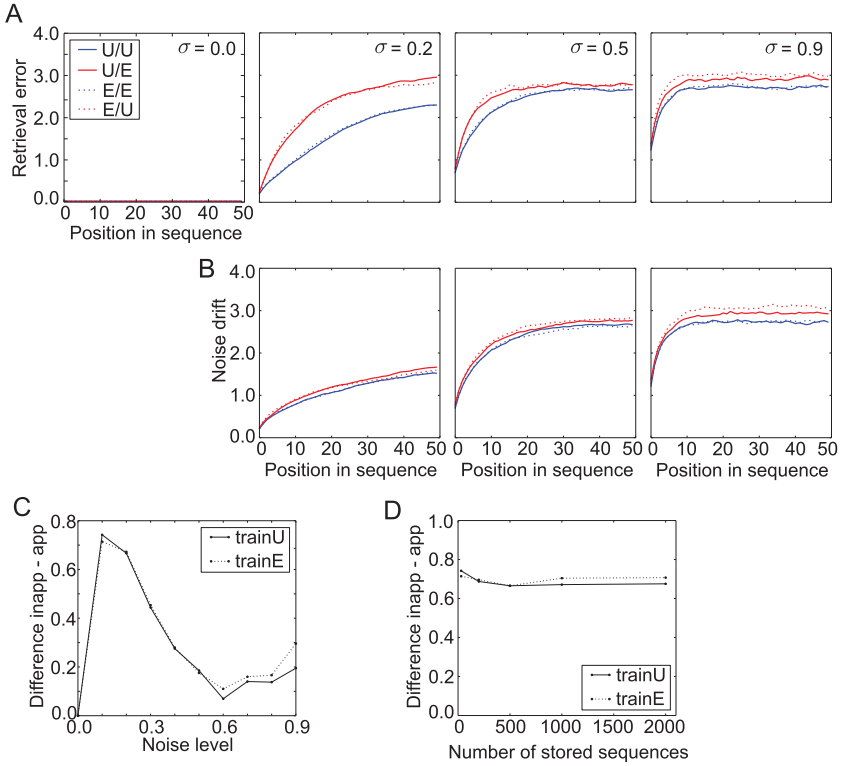 A
4.0
3.0
2.0
1.0
0.0
Retrieval error
U/U
U/E
E/E
E/U
σ = 0.0
σ = 0.2
σ = 0.5
σ = 0.9
0 10 20 30 40 50
Position in sequence
B
4.0
3.0
2.0
1.0
0.0
Noise drift
0 10 20 30 40 50
0 10 20 30 40 50
0 10 20 30 40 50
Position in sequence
Position in sequence
Position in sequence
C
0.8
0.6
0.4
0.2
0.0
Difference inapp - app
trainU
trainE
0.0 0.3 0.6 0.9
Noise level
D
1.0
0.8
0.6
0.4
0.2
0.0
Difference inapp - app
trainU
trainE
0 500 1000 1500 2000
Number of stored sequences